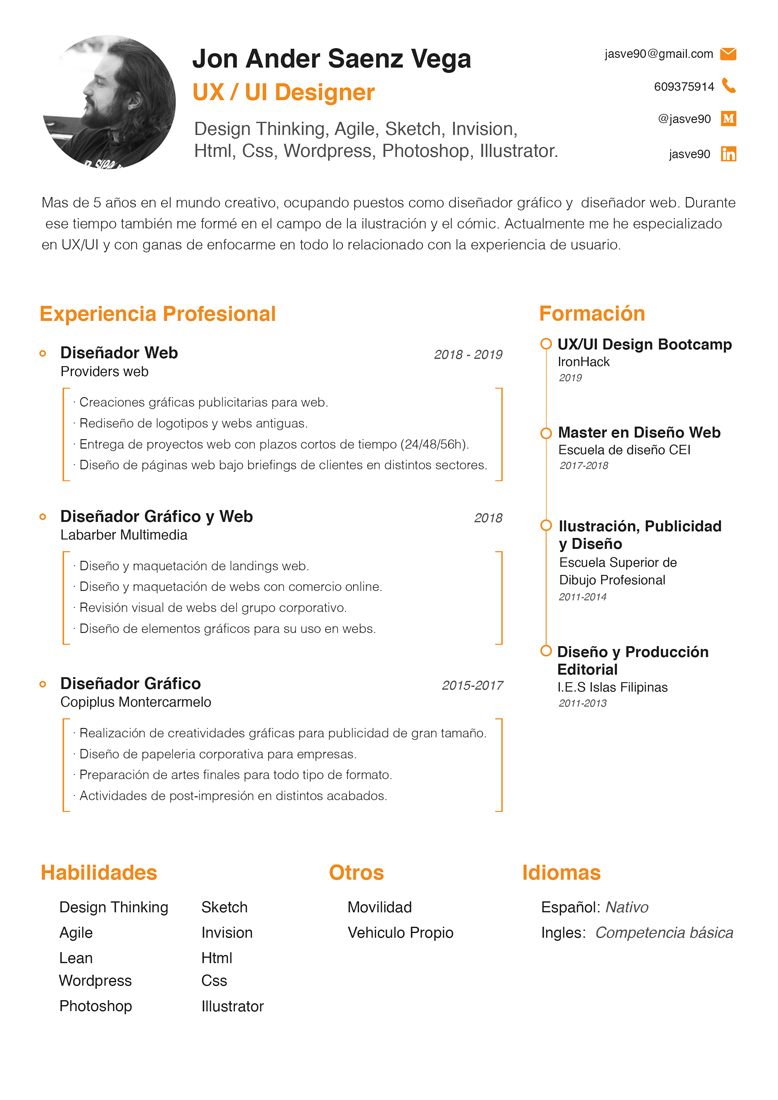 Jon Ander Saenz Vega
UX / UI Designer
Design Thinking, Agile, Sketch, Invision,
Html, Css, Wordpress, Photoshop, Illustrator.
jasve90@gmail.com
609375914
@jasve90
jasve90
Mas de 5 años en el mundo creativo, ocupando puestos como diseñador gráfico y diseñador web. Durante
ese tiempo también me formé en el campo de la ilustración y el cómic. Actualmente me he especializado
en UX/UI y con ganas de enfocarme en todo lo relacionado con la experiencia de usuario.
Experiencia Profesional
Diseñador Web
2018 - 2019
Providers web
· Creaciones gráficas publicitarias para web.
· Rediseño de logotipos y webs antiguas.
· Entrega de proyectos web con plazos cortos de tiempo (24/48/56h).
· Diseño de páginas web bajo briefings de clientes en distintos sectores.
Diseñador Gráfico y Web
2018
Labarber Multimedia
· Diseño y maquetación de landings web.
· Diseño y maquetación de webs con comercio online.
· Revisión visual de webs del grupo corporativo.
· Diseño de elementos gráficos para su uso en webs.
Diseñador Gráfico
2015-2017
Copiplus Montercarmelo
· Realización de creatividades gráficas para publicidad de gran tamaño.
· Diseño de papeleria corporativa para empresas.
· Preparación de artes finales para todo tipo de formato.
· Actividades de post-impresión en distintos acabados.
Formación
UX/UI Design Bootcamp
IronHack
2019
Master en Diseño Web
Escuela de diseño CEI
2017-2018
Ilustración, Publicidad
y Diseño
Escuela Superior de
Dibujo Profesional
2011-2014
Diseño y Producción
Editorial
I.E.S Islas Filipinas
2011-2013
Habilidades
Design Thinking
Agile
Lean
Wordpress
Photoshop
Sketch
Invision
Html
Css
Illustrator
Otros
Movilidad
Vehiculo Propio
Idiomas
Español: Nativo
Ingles: Competencia básica